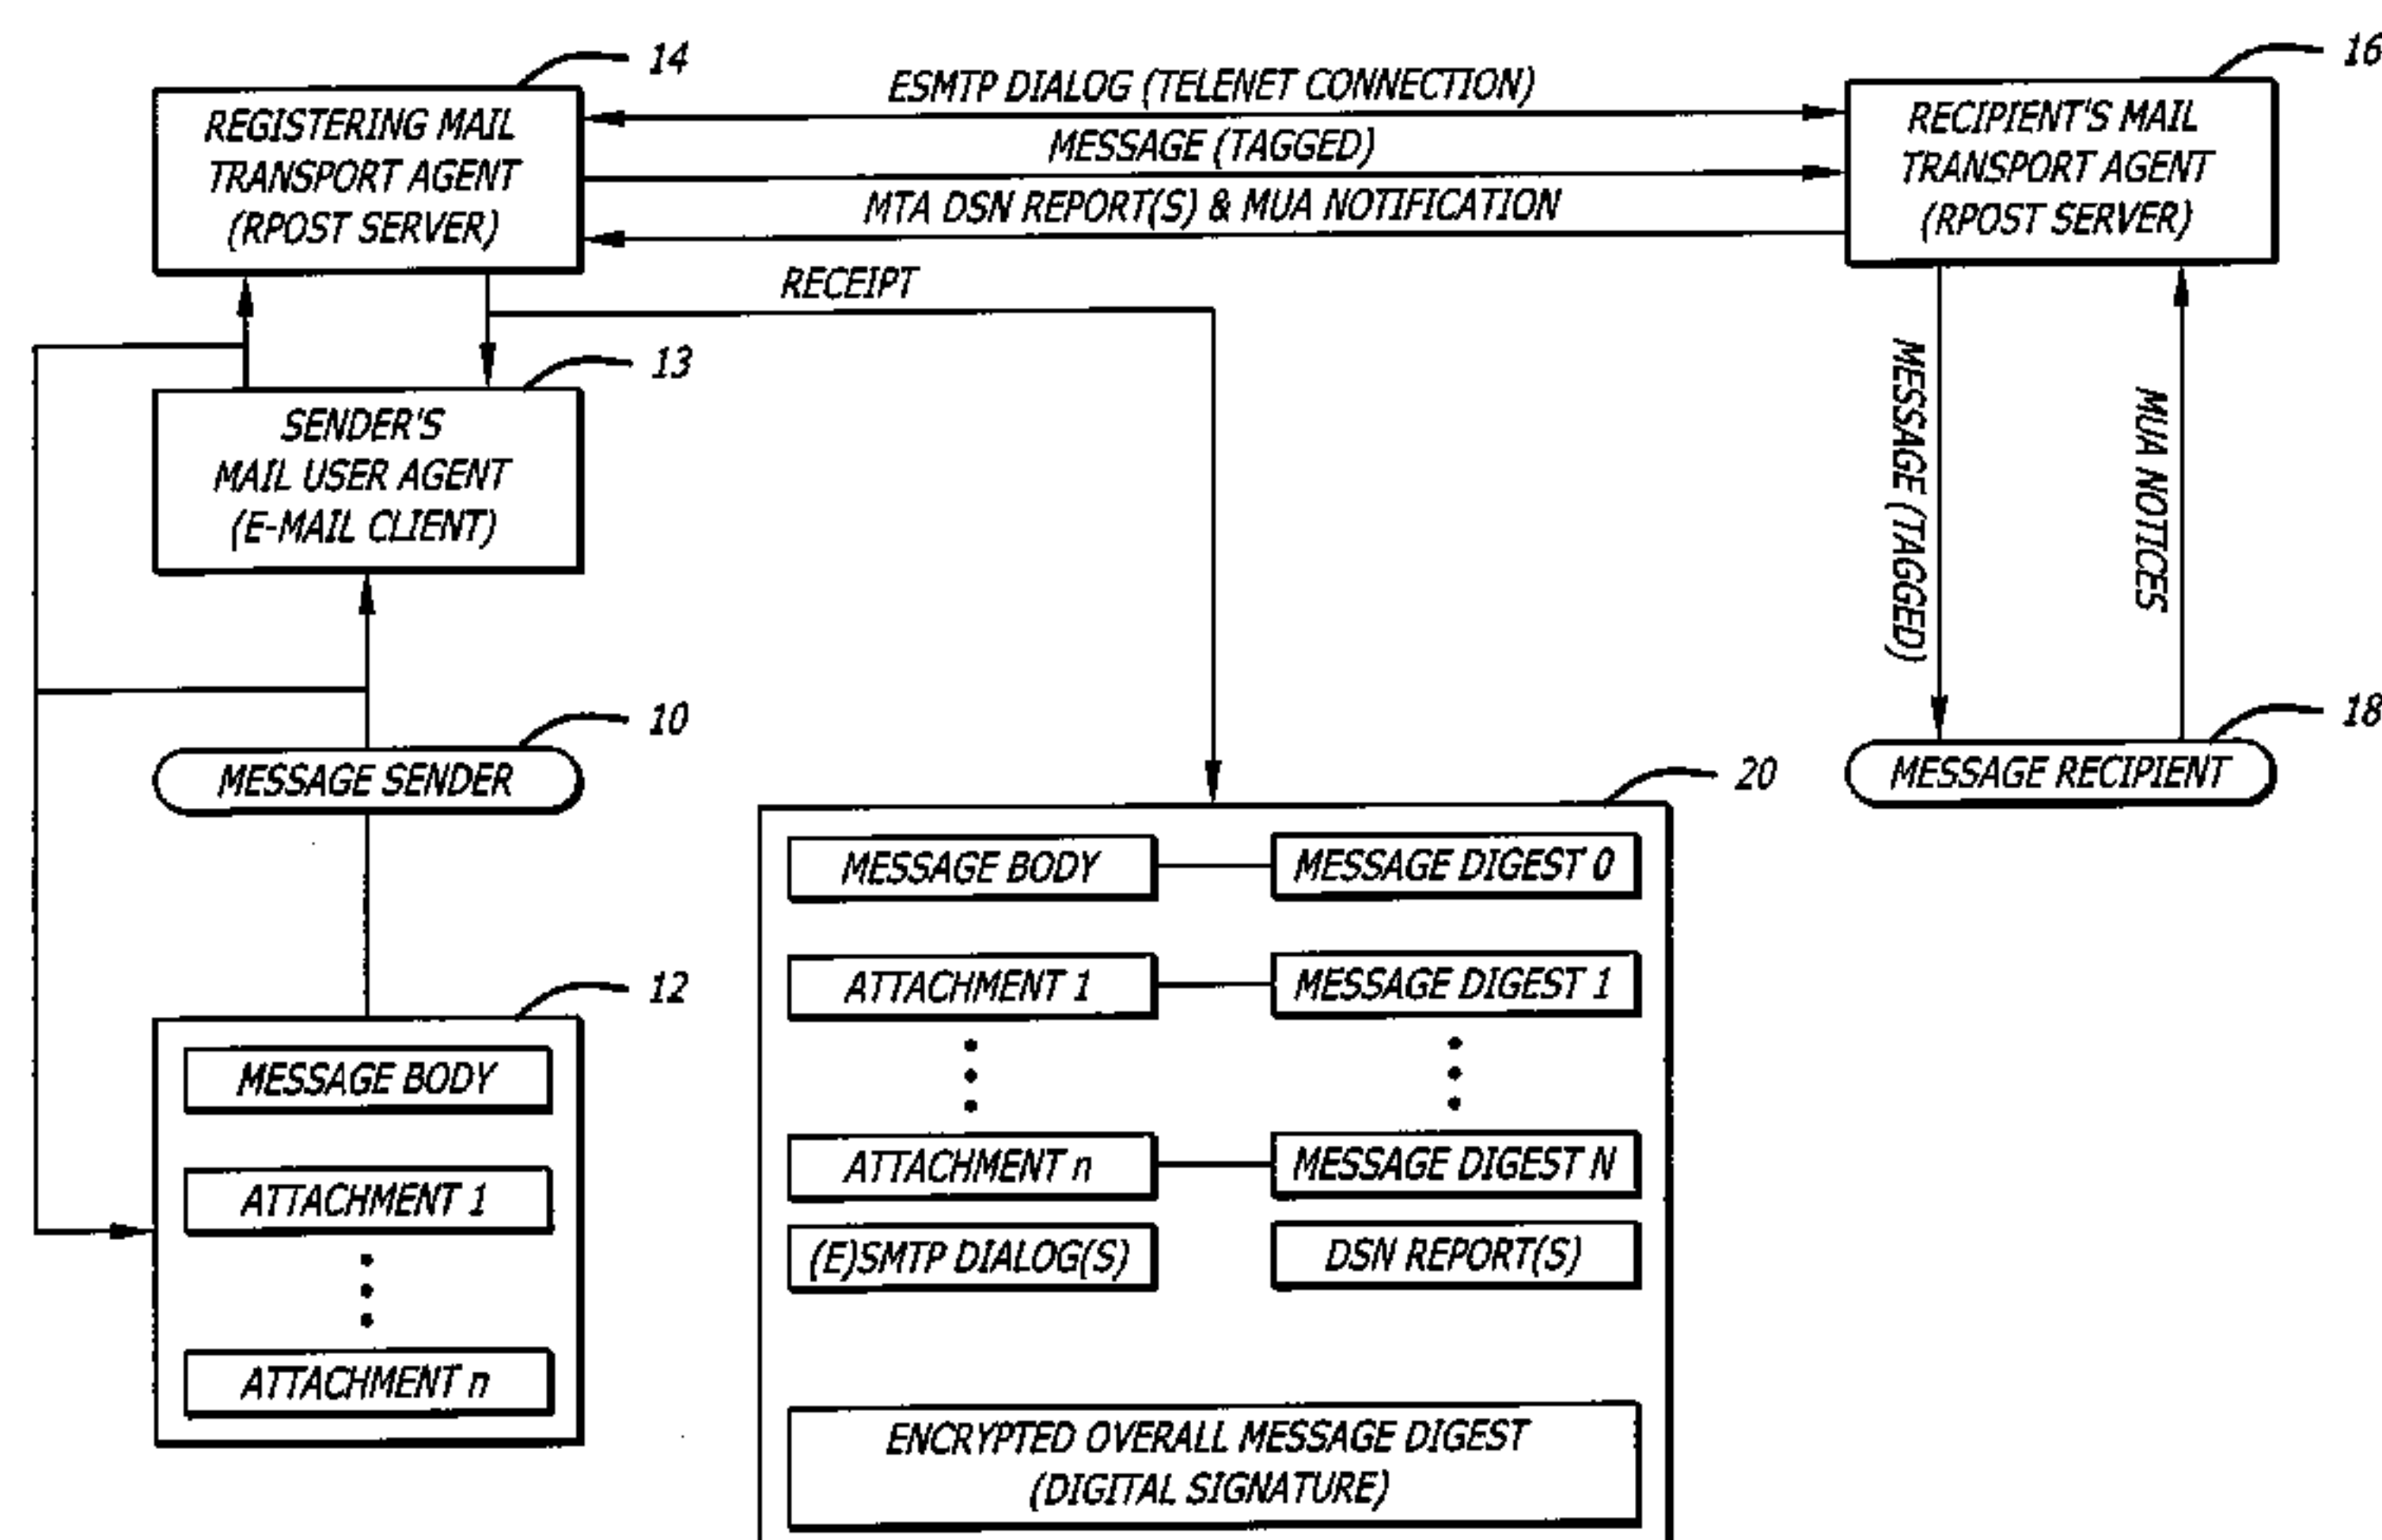 14
REGISTERING MAIL
TRANSPORT AGENT
(RPOST SERVER)
ESMTP DIALOG (TELENET CONNECTION)
MESSAGE (TAGGED)
MTA DSN REPORT(S) & MUA NOTIFICATION
16
RECIPIENT'S MAIL
TRANSPORT AGENT
(RPOST SERVER)
RECEIPT
13
SENDER'S
MAIL USER AGENT
(E-MAIL CLIENT)
MESSAGE (TAGGED)
MUA NOTICES
10
MESSAGE SENDER
18
MESSAGE RECIPIENT
12
MESSAGE BODY
ATTACHMENT 1
ATTACHMENT n
20
MESSAGE BODY
MESSAGE DIGEST 0
ATTACHMENT 1
MESSAGE DIGEST 1
ATTACHMENT n
MESSAGE DIGEST N
(E)SMTP DIALOG(S)
DSN REPORT(S)
ENCRYPTED OVERALL MESSAGE DIGEST
(DIGITAL SIGNATURE)